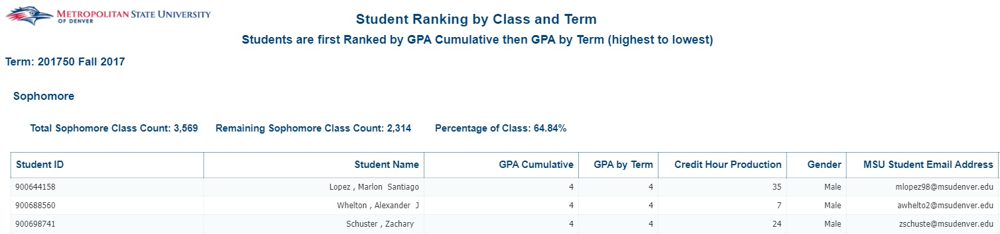 METROPOLITAN STATE UNIVERSITY
OF DENVER
Student Ranking by Class and Term
Students are first Ranked by GPA Cumulative then GPA by Term (highest to lowest)
Term: 201750 Fall 2017
Sophomore
Total Sophomore Class Count: 3,569 Remaining Sophomore Class Count: 2,314 Percentage of Class: 64.84%
Student ID Student Name GPA Cumulative GPA by Term Credit Hour Production Gender MSU Student Email Address
900644158 Lopez , Marlon Santiago 4 4 35 Male mlopez98@msudenver.edu
900688560 Whelton , Alexander J 4 4 7 Male awhelto2@msudenver.edu
900698741 Schuster , Zachary 4 4 24 Male zschuste@msudenver.edu